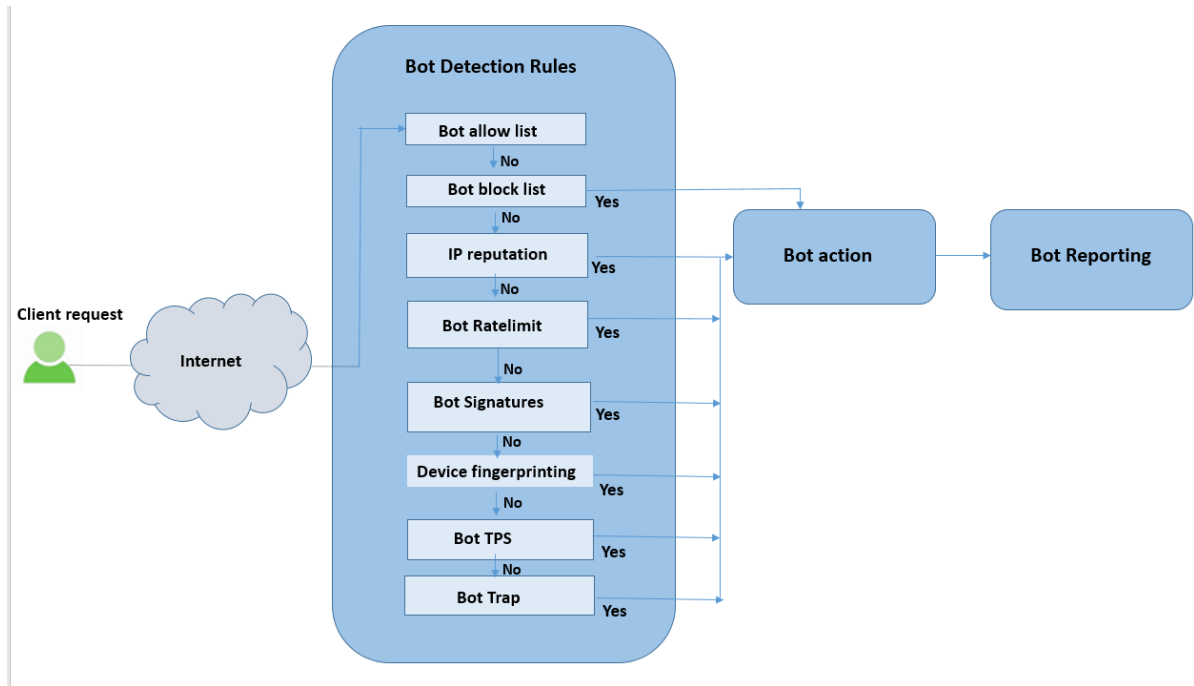 Bot Detection Rules
Bot allow list
No
Bot block list
Yes
No
IP reputation
Yes
No
Bot Ratelimit
Yes
No
Bot Signatures
Yes
No
Device fingerprinting
Yes
No
Bot TPS
Yes
No
Bot Trap
Yes
Client request
Internet
Bot action
Bot Reporting